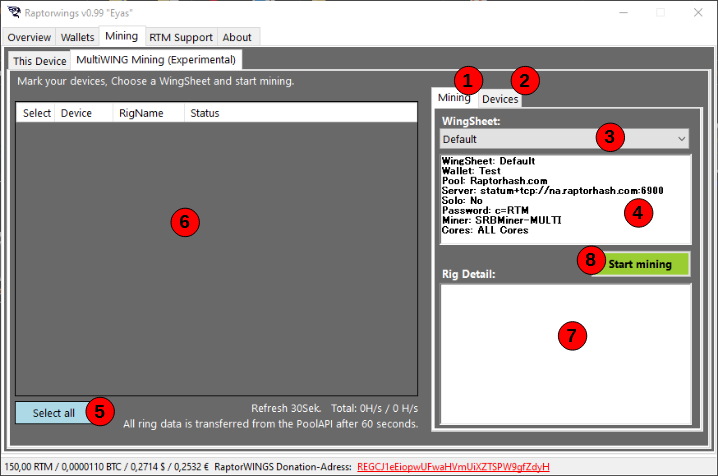 Raptorwings v0.99 "Eyas"
Overview Wallets Mining RTM Support About
This Device MultiWING Mining (Experimental)
Mark your devices, Choose a WingSheet and start mining.
1 2
Mining Devices
Select Device RigName Status
WingSheet:
3
Default
WingSheet: Default
Wallet: Test
Pool: Raptorhash.com
Server: statum+tcp://na.raptorhash.com:6900
Solo: No
Password: c=RTM
Miner: SRBMiner-MULTI
Cores: ALL Cores
4
6
8 Start mining
Rig Detail:
7
Select all 5
Refresh 30Sek. Total: 0H/s / 0 H/s
All ring data is transferred from the PoolAPI after 60 seconds.
150,00 RTM / 0,0000110 BTC / 0,2714 $ / 0,2532 € RaptorWINGS Donation-Adress: REGCJ1eEiopwUFwaHVmUiXZTSPW9gfZdyH